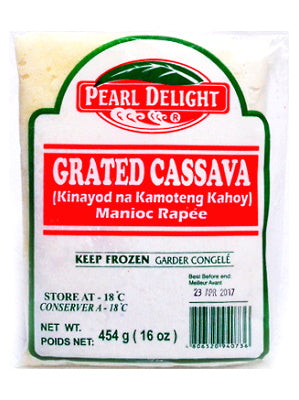 PEARL DELIGHT
®
GRATED CASSAVA
(Kinayod na Kamoteng Kahoy)
Manioc Rapée
KEEP FROZEN GARDER CONGELÉ
Best Before end:
Meilleur Avant
23 APR 2017
STORE AT - 18°C
CONSERVER A - 18°C
NET WT.
POIDS NET: 454 g (16 oz)
4806520940736